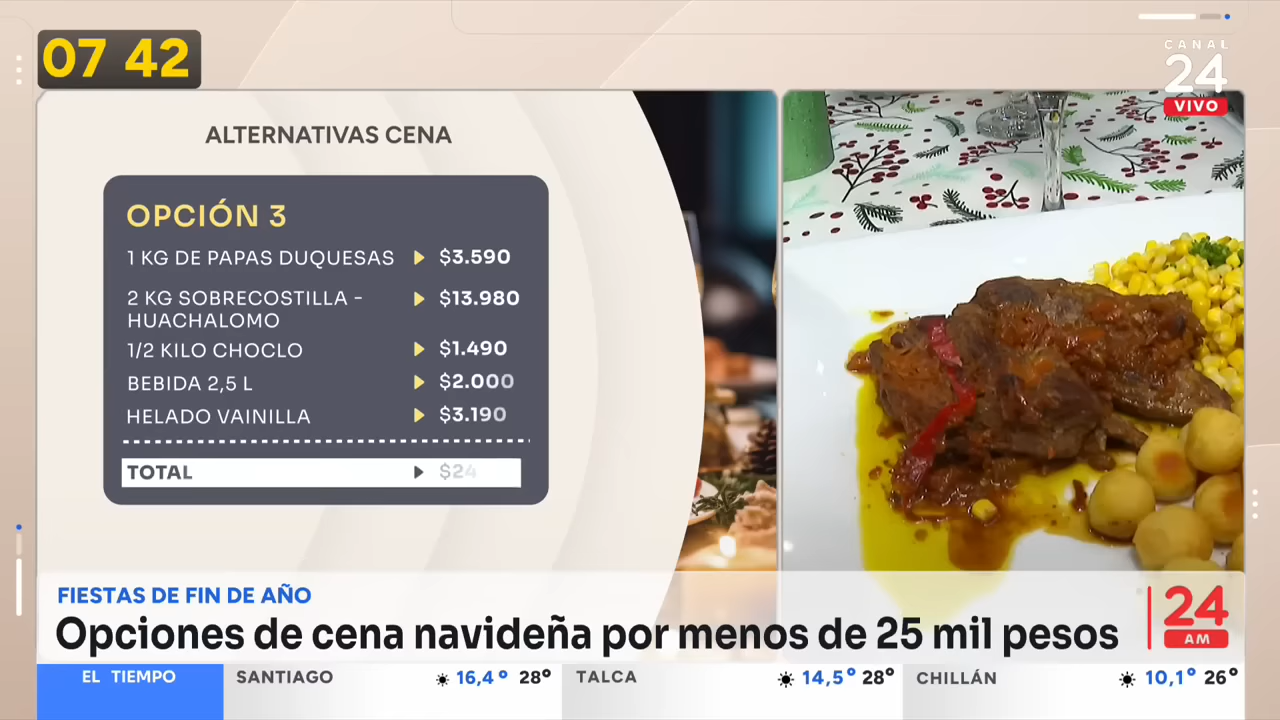 07 42
CANAL
24
VIVO
ALTERNATIVAS CENA
OPCIÓN 3
1 KG DE PAPAS DUQUESAS $3.590
2 KG SOBRECOSTILLA - $13.980
HUACHALOMO
1/2 KILO CHOCLO $1.490
BEBIDA 2,5 L $2.000
HELADO VAINILLA $3.190
TOTAL $24
FIESTAS DE FIN DE AÑO
Opciones de cena navideña por menos de 25 mil pesos
24
AM
EL TIEMPO SANTIAGO 16,4° 28° TALCA 14,5° 28° CHILLÁN 10,1° 26°